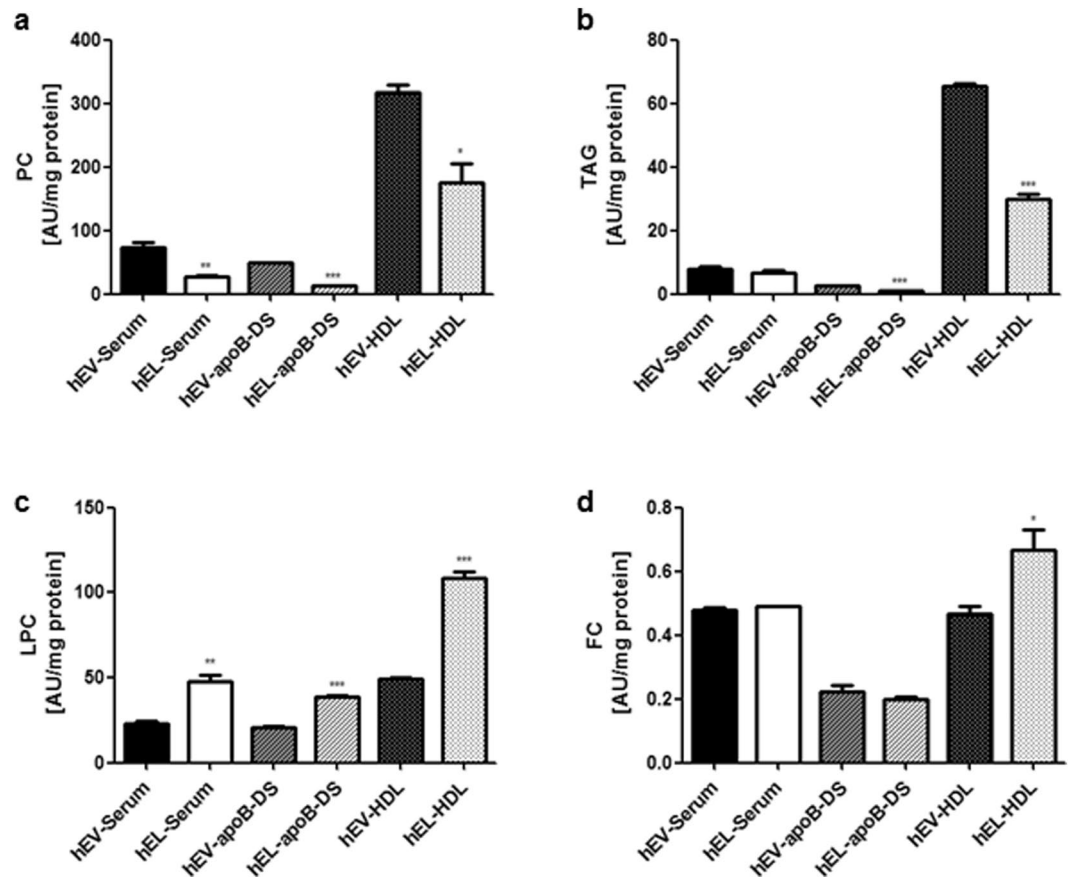 a
PC
[AU/mg protein]
400
300
200
100
0
**
***
*
hEV-Serum
hEL-Serum
hEV-apoB-DS
hEL-apoB-DS
hEV-HDL
hEL-HDL
b
TAG
[AU/mg protein]
80
60
40
20
0
***
***
hEV-Serum
hEL-Serum
hEV-apoB-DS
hEL-apoB-DS
hEV-HDL
hEL-HDL
c
LPC
[AU/mg protein]
150
100
50
0
**
***
***
hEV-Serum
hEL-Serum
hEV-apoB-DS
hEL-apoB-DS
hEV-HDL
hEL-HDL
d
FC
[AU/mg protein]
0.8
0.6
0.4
0.2
0.0
*
hEV-Serum
hEL-Serum
hEV-apoB-DS
hEL-apoB-DS
hEV-HDL
hEL-HDL